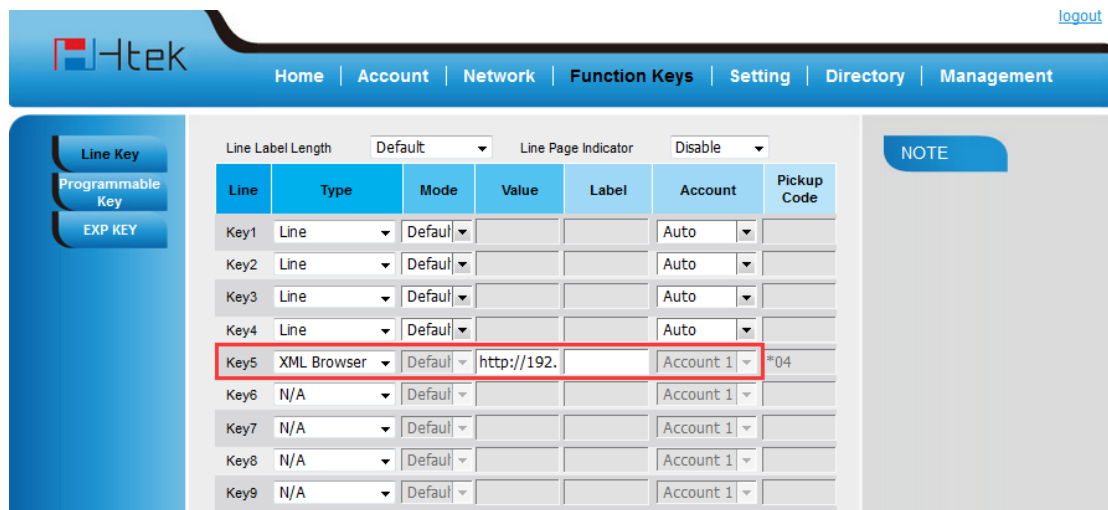 logout
Htek
Home | Account | Network | Function Keys | Setting | Directory | Management
Line Key
Programmable Key
EXP KEY
Line Label Length Default Line Page Indicator Disable
NOTE
Line Type Mode Value Label Account Pickup Code
Key1 Line Defaul Auto
Key2 Line Defaul Auto
Key3 Line Defaul Auto
Key4 Line Defaul Auto
Key5 XML Browser Defaul http://192. Account 1 *04
Key6 N/A Defaul Account 1
Key7 N/A Defaul Account 1
Key8 N/A Defaul Account 1
Key9 N/A Defaul Account 1